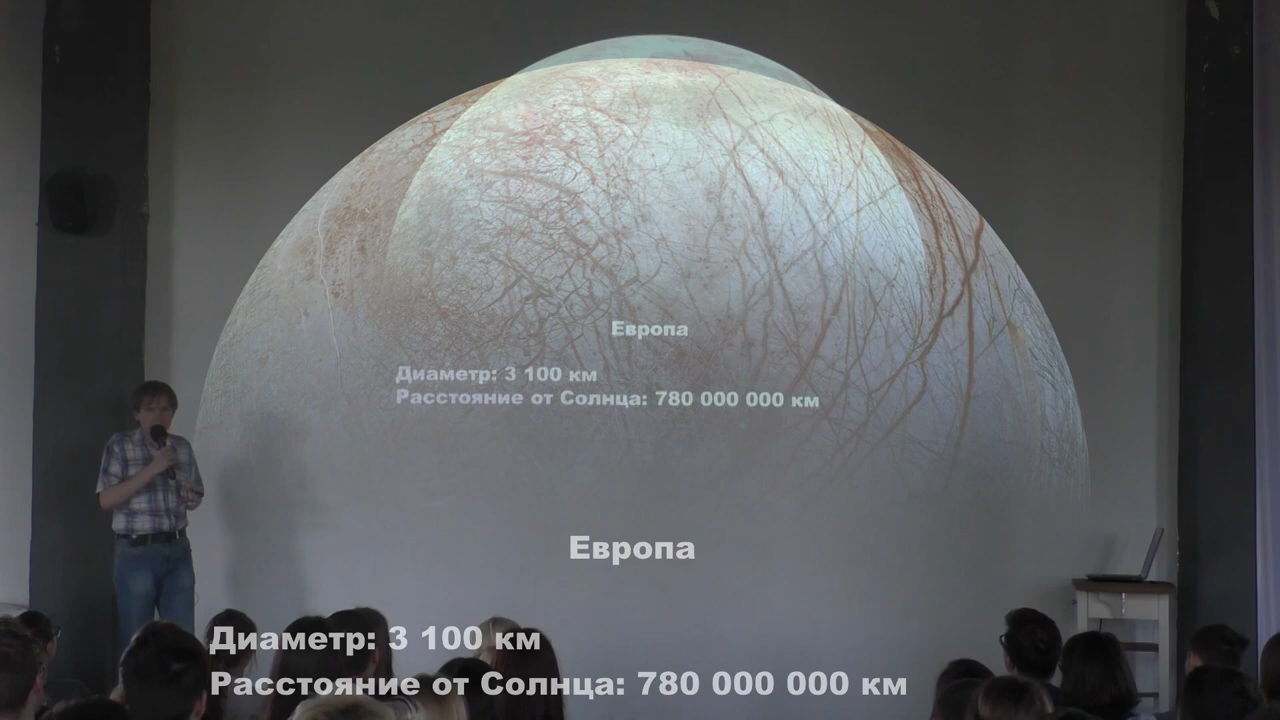 Европа
Диаметр: 3 100 км
Расстояние от Солнца: 780 000 000 км
Европа
Диаметр: 3 100 км
Расстояние от Солнца: 780 000 000 км